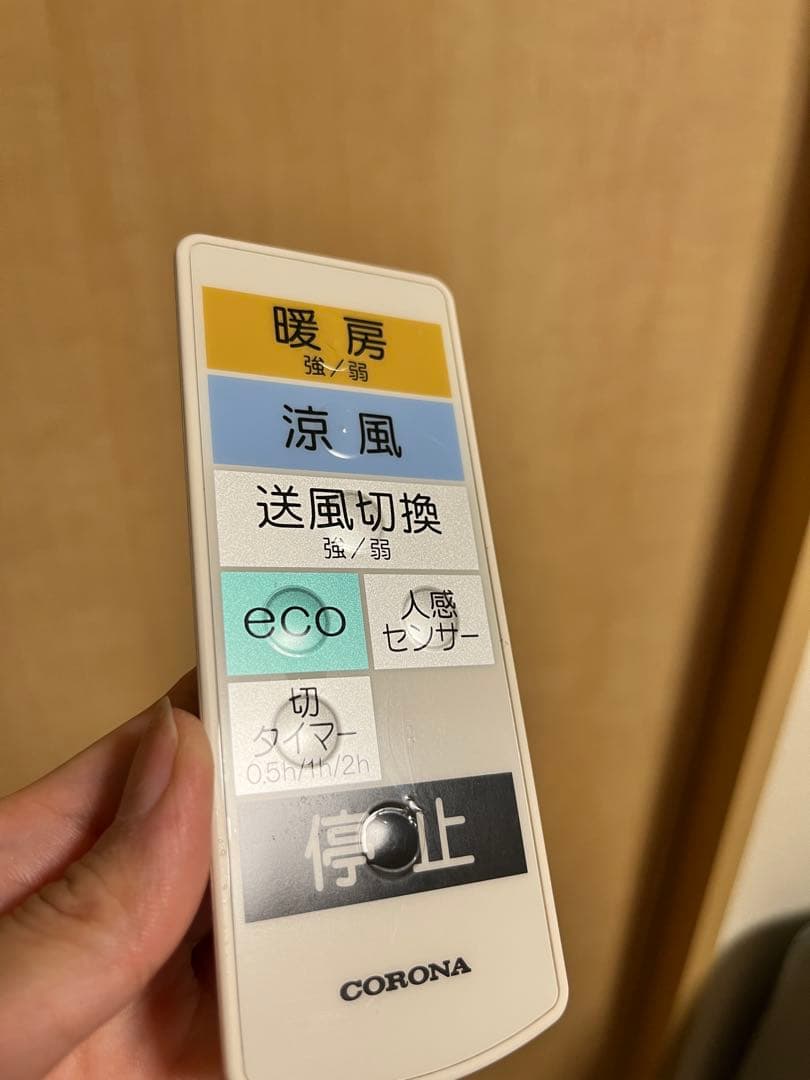 暖房
強/弱
涼風
送風切換
強/弱
eco
人感
センサー
切
タイマー
0.5h/1h/2h
停止
CORONA